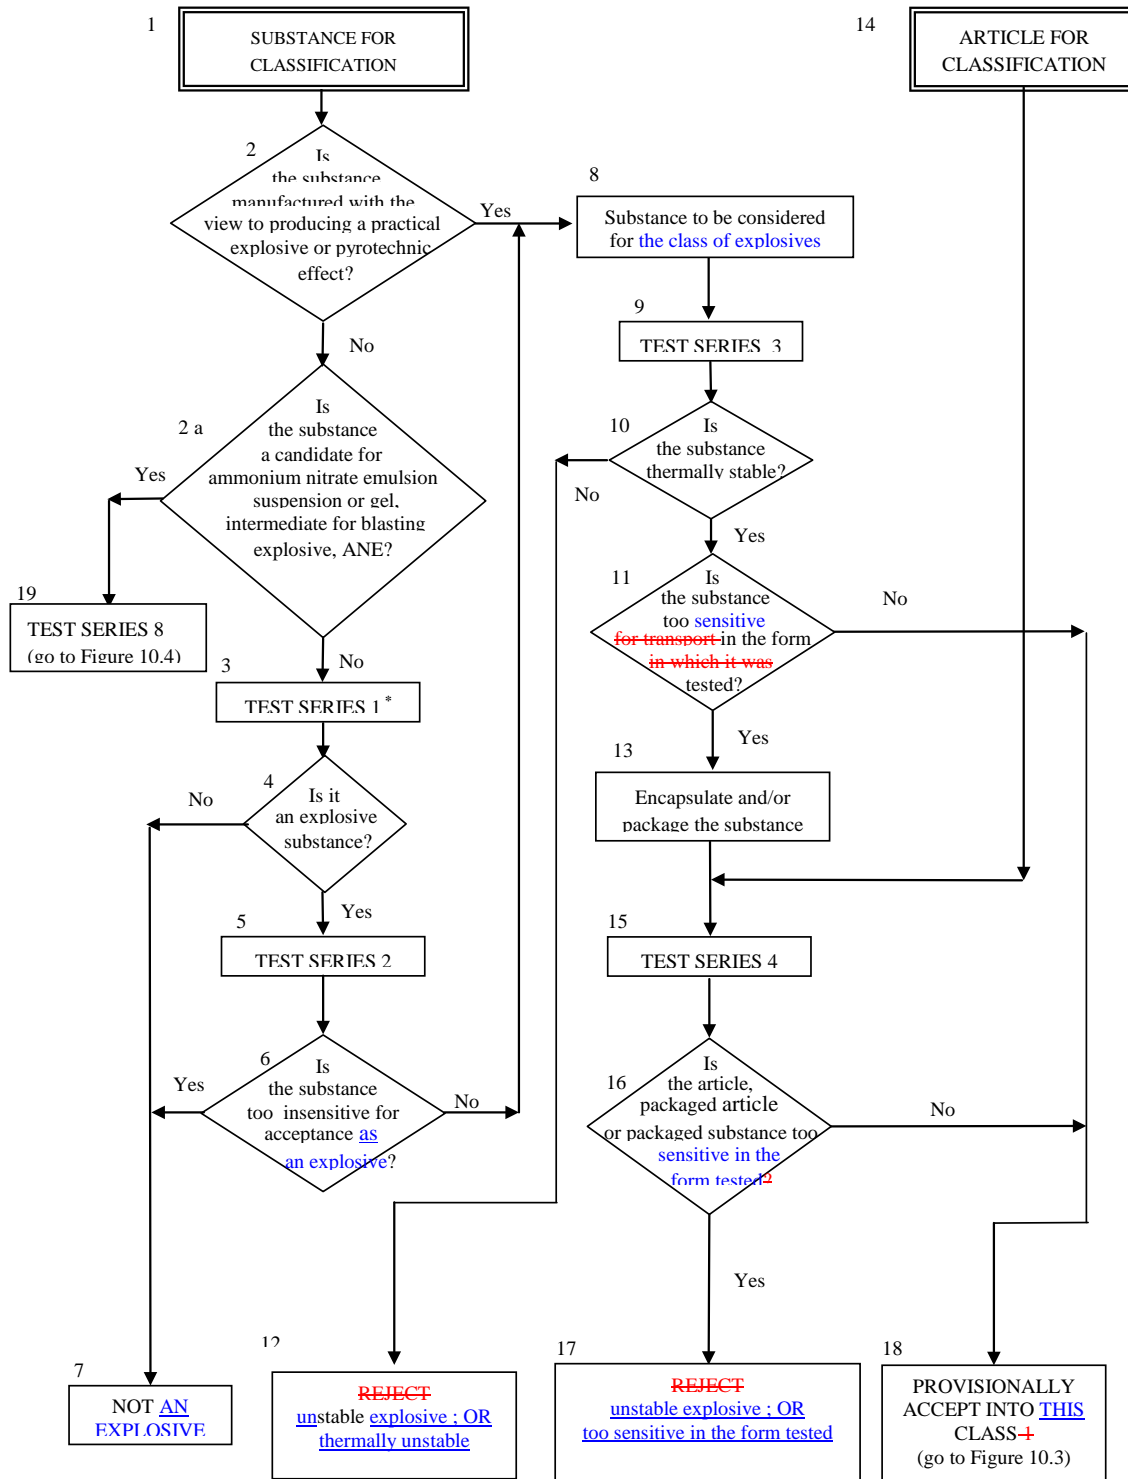 1
SUBSTANCE FOR
CLASSIFICATION
14
ARTICLE FOR
CLASSIFICATION
2
Is
the substance
manufactured with the
view to producing a practical
explosive or pyrotechnic
effect?
Yes
No
8
Substance to be considered
for the class of explosives
9
TEST SERIES 3
2 a
Is
the substance
a candidate for
ammonium nitrate emulsion
suspension or gel,
intermediate for blasting
explosive, ANE?
Yes
No
10
Is
the substance
thermally stable?
No
Yes
19
TEST SERIES 8
(go to Figure 10.4)
11
Is
the substance
too sensitive
for transport in the form
in which it was
tested?
No
Yes
3
TEST SERIES 1*
4
Is it
an explosive
substance?
No
Yes
13
Encapsulate and/or
package the substance
5
TEST SERIES 2
15
TEST SERIES 4
6
Is
the substance
too insensitive for
acceptance as
an explosive?
Yes
No
16
Is
the article,
packaged article
or packaged substance too
sensitive in the
form tested?
No
Yes
7
NOT AN
EXPLOSIVE
12
REJECT
unstable explosive ; OR
thermally unstable
17
REJECT
unstable explosive ; OR
too sensitive in the form tested
18
PROVISIONALLY
ACCEPT INTO THIS
CLASS 1
(go to Figure 10.3)